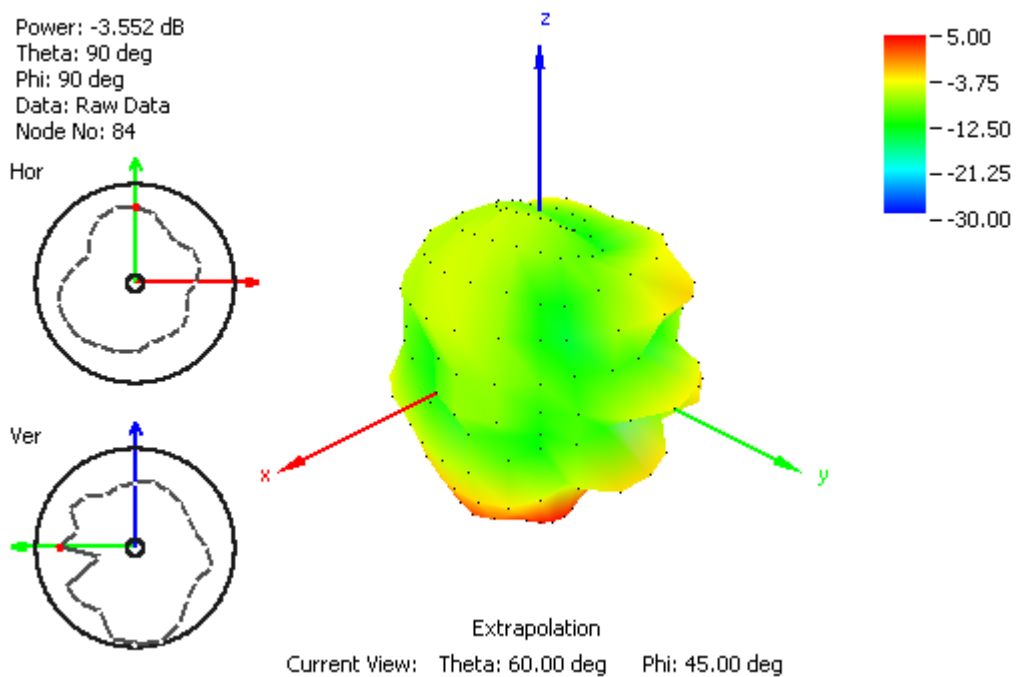 Power: -3.552 dB
Theta: 90 deg
Phi: 90 deg
Data: Raw Data
Node No: 84
Hor
Ver
z
x
y
5.00
-3.75
-12.50
-21.25
-30.00
Extrapolation
Current View: Theta: 60.00 deg Phi: 45.00 deg